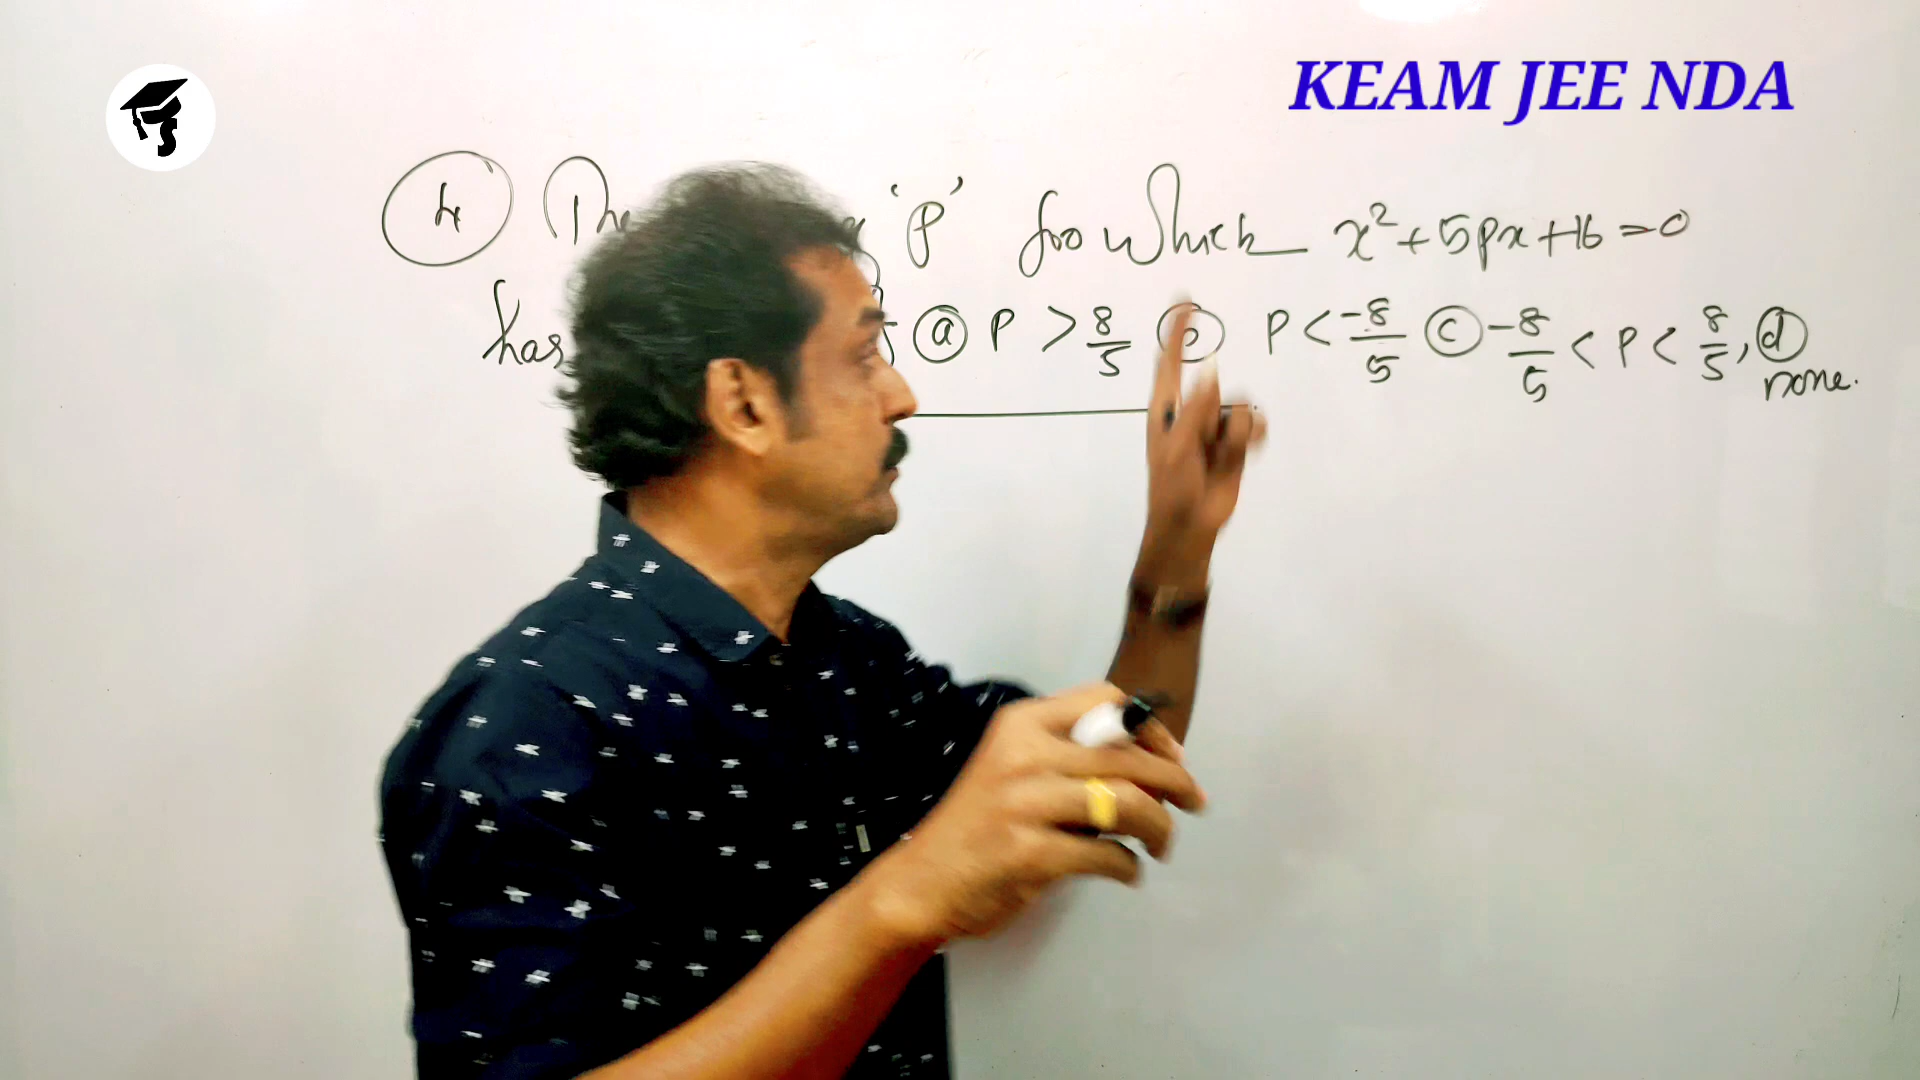 KEAM JEE NDA
4 The 'P' for which x²+5px+16=0
has (a) P > 8/5 (b) P < -8/5 (c) -8/5 < P < 8/5, (d)
none.